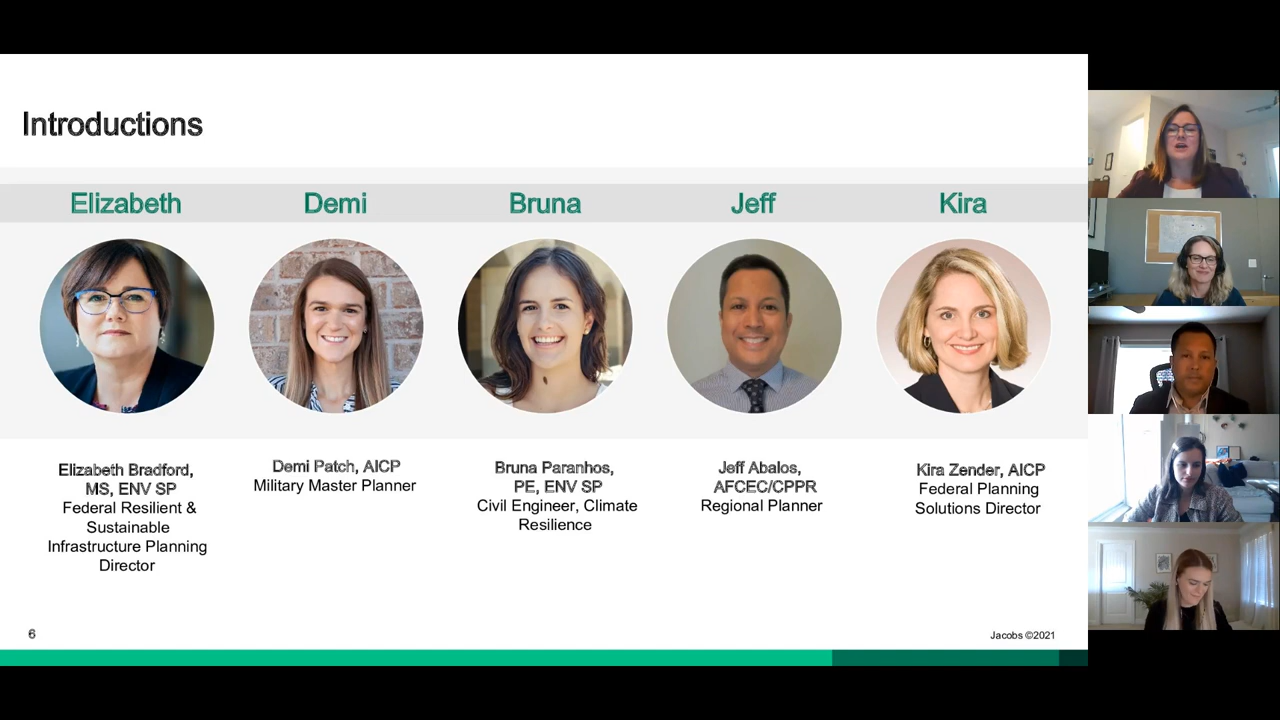 Introductions
Elizabeth
Demi
Bruna
Jeff
Kira
Elizabeth Bradford,
MS, ENV SP
Federal Resilient &
Sustainable
Infrastructure Planning
Director
Demi Patch, AICP
Military Master Planner
Bruna Paranhos,
PE, ENV SP
Civil Engineer, Climate
Resilience
Jeff Abalos,
AFCEC/CPPR
Regional Planner
Kira Zender, AICP
Federal Planning
Solutions Director
6
Jacobs ©2021